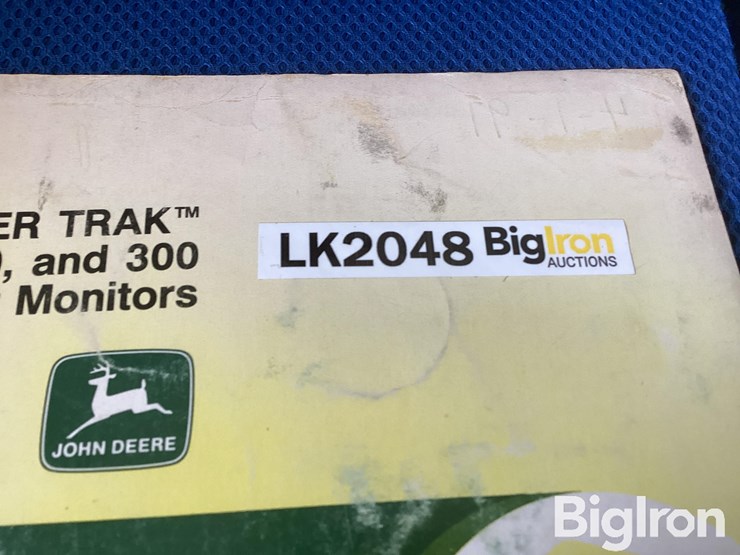 ER TRAK™
, and 300
Monitors
LK2048 BigIron
AUCTIONS
JOHN DEERE
BigIron